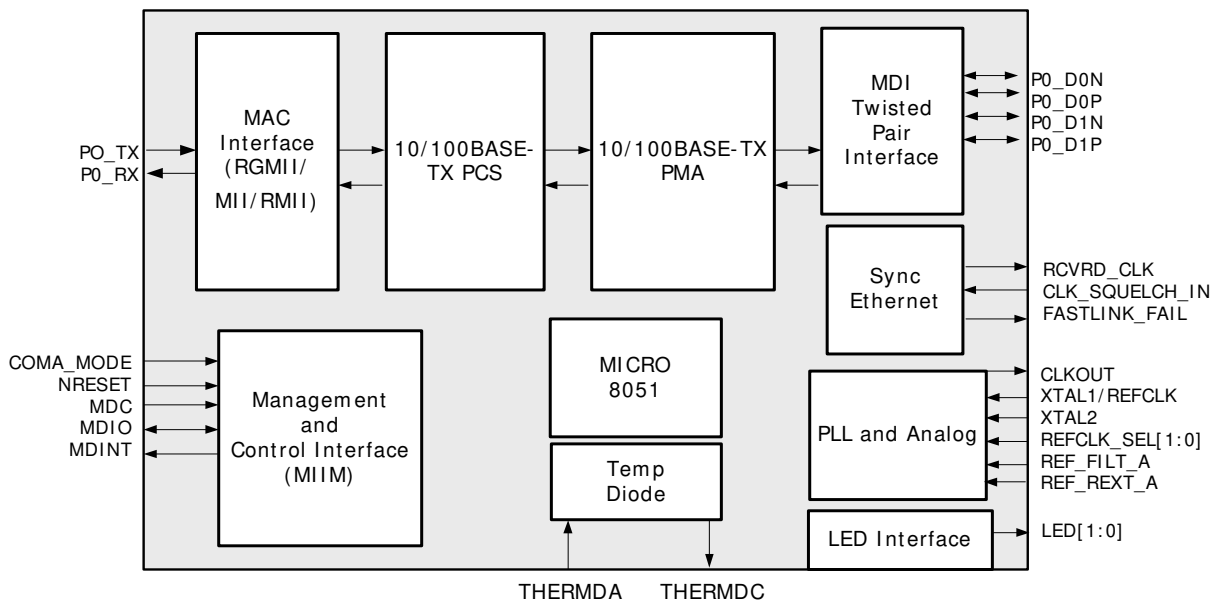 PO_TX
P0_RX
MAC
Interface
(RGMII/
MII/RMII)
10/100BASE-
TX PCS
10/100BASE-TX
PMA
MDI
Twisted
Pair
Interface
P0_D0N
P0_D0P
P0_D1N
P0_D1P
Sync
Ethernet
RCVRD_CLK
CLK_SQUELCH_IN
FASTLINK_FAIL
COMA_MODE
NRESET
MDC
MDIO
MDINT
Management
and
Control Interface
(MIIM)
MICRO
8051
Temp
Diode
THERMDA
THERMDC
PLL and Analog
CLKOUT
XTAL1/REFCLK
XTAL2
REFCLK_SEL[1:0]
REF_FILT_A
REF_REXT_A
LED Interface
LED[1:0]